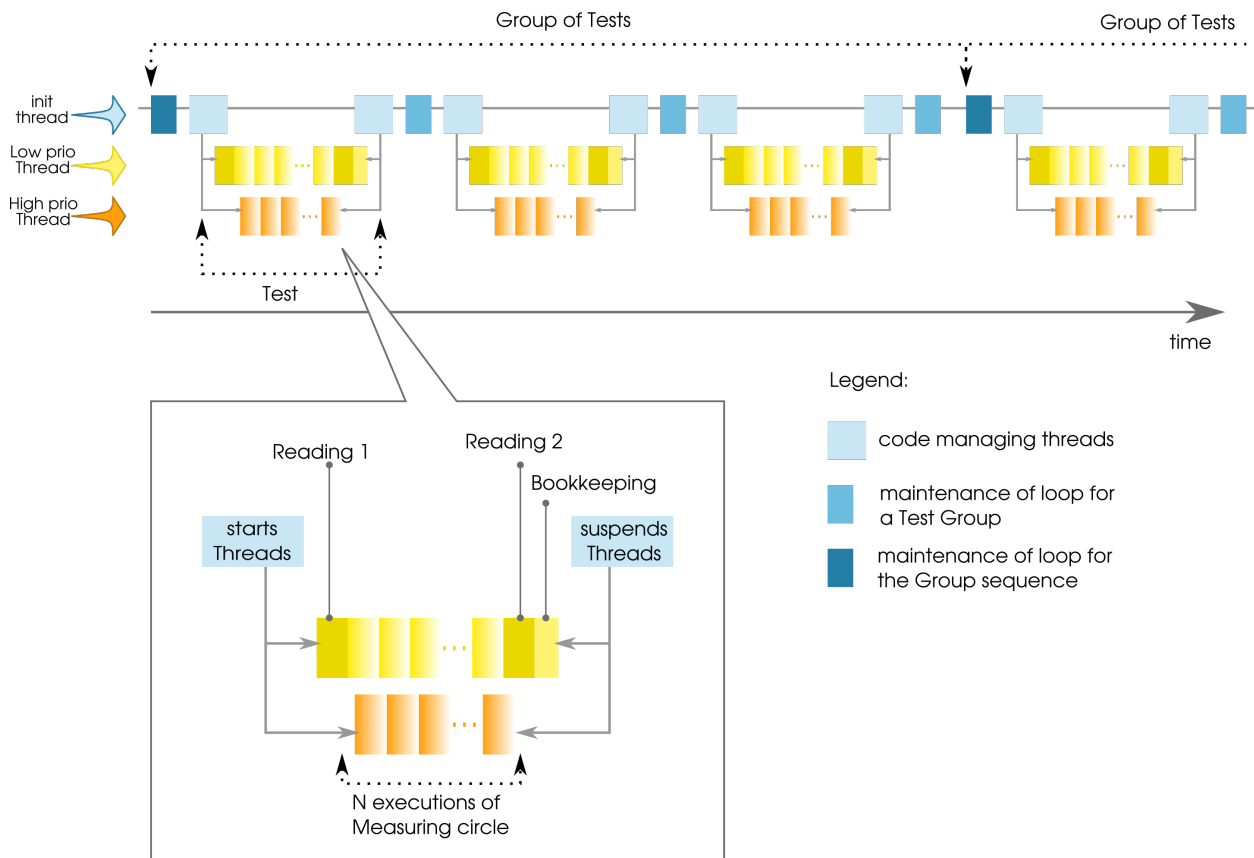 Group of Tests
Group of Tests
init
thread
Low prio
Thread
High prio
Thread
Test
time
Legend:
code managing threads
maintenance of loop for
a Test Group
maintenance of loop for
the Group sequence
Reading 1
Reading 2
Bookkeeping
starts
Threads
suspends
Threads
N executions of
Measuring circle